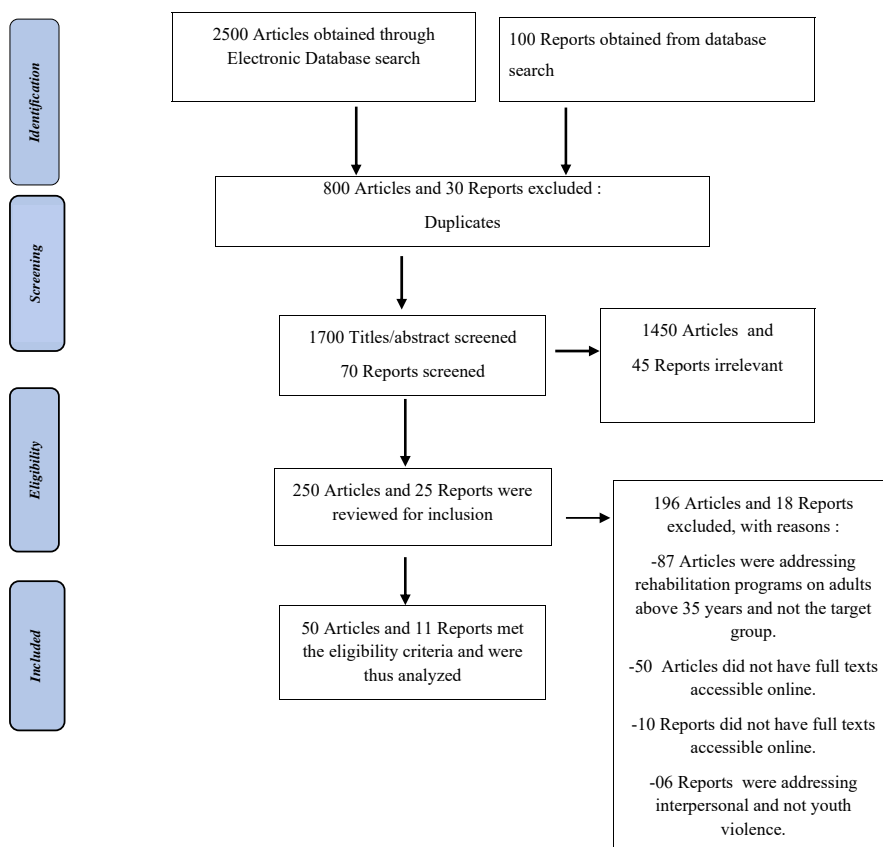 Identification
2500 Articles obtained through
Electronic Database search
100 Reports obtained from database
search
800 Articles and 30 Reports excluded :
Duplicates
Screening
1700 Titles/abstract screened
70 Reports screened
1450 Articles and
45 Reports irrelevant
Eligibility
250 Articles and 25 Reports were
reviewed for inclusion
196 Articles and 18 Reports
excluded, with reasons :
-87 Articles were addressing
rehabilitation programs on adults
above 35 years and not the target
group.
-50 Articles did not have full texts
accessible online.
-10 Reports did not have full texts
accessible online.
-06 Reports were addressing
interpersonal and not youth
violence.
Included
50 Articles and 11 Reports met
the eligibility criteria and were
thus analyzed